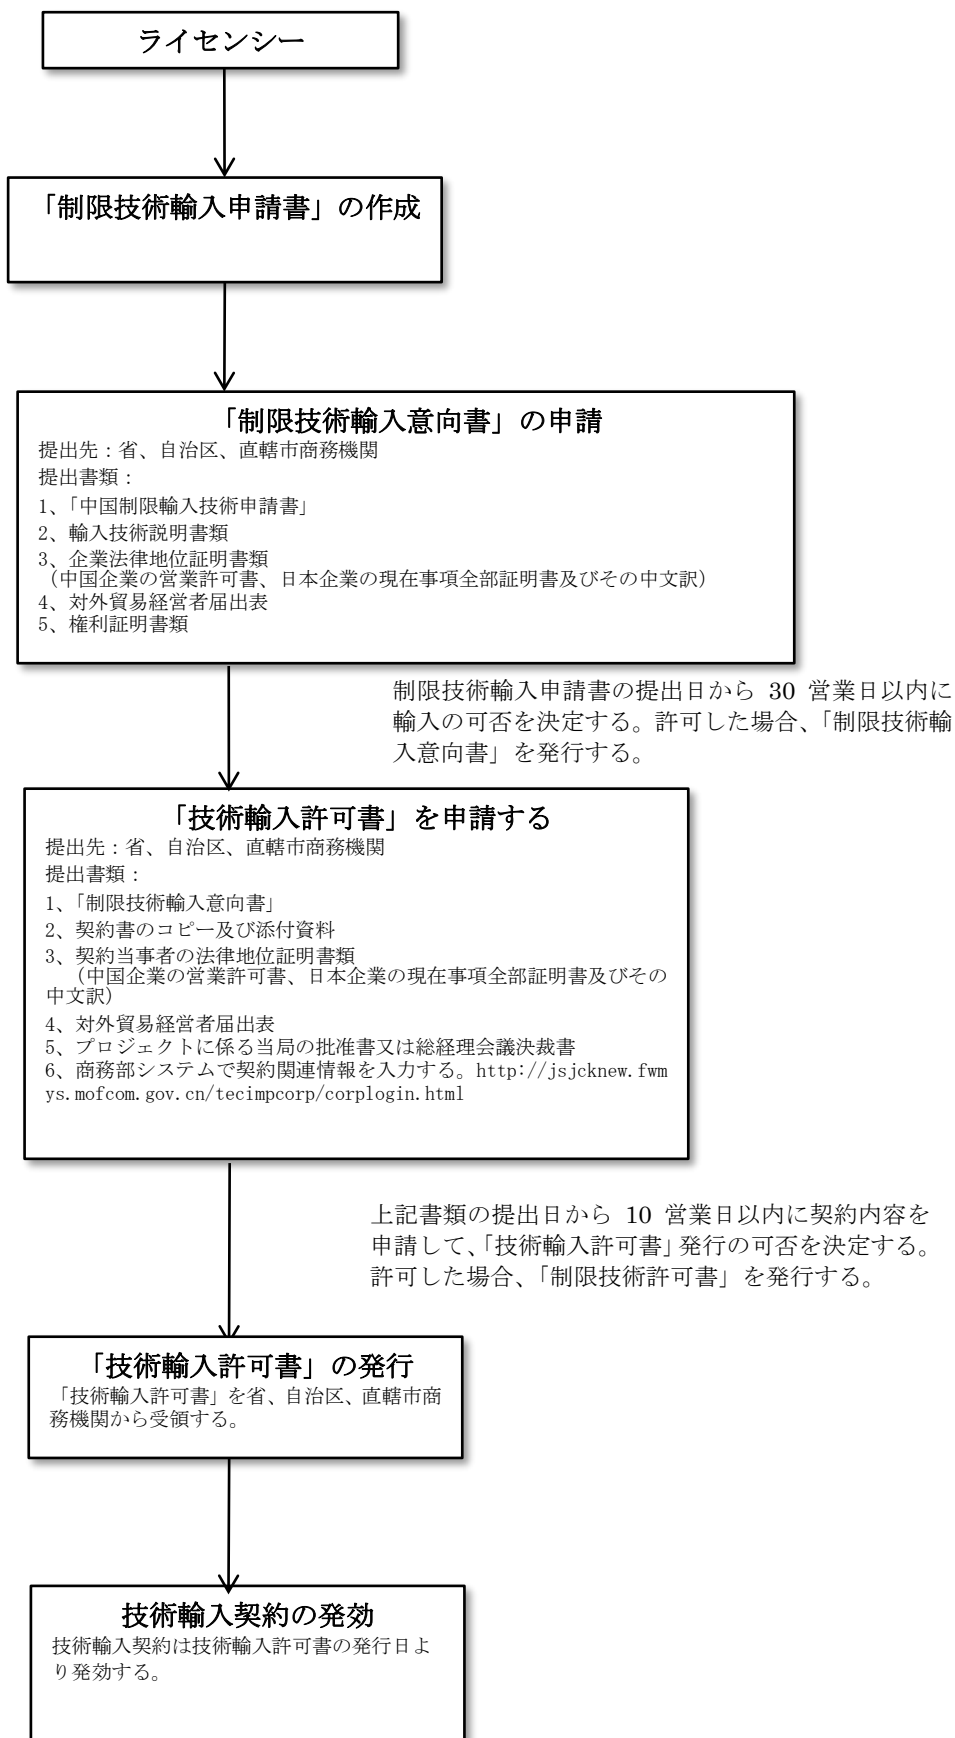 ライセンシー
「制限技術輸入申請書」の作成
「制限技術輸入意向書」の申請
提出先：省、自治区、直轄市商務機関
提出書類：
1、「中国制限輸入技術申請書」
2、輸入技術説明書類
3、企業法律地位証明書類
（中国企業の営業許可書、日本企業の現在事項全部証明書及びその中文訳）
4、対外貿易経営者届出表
5、権利証明書類
制限技術輸入申請書の提出日から 30 営業日以内に
輸入の可否を決定する。許可した場合、「制限技術輸
入意向書」を発行する。
「技術輸入許可書」を申請する
提出先：省、自治区、直轄市商務機関
提出書類：
1、「制限技術輸入意向書」
2、契約書のコピー及び添付資料
3、契約当事者の法律地位証明書類
（中国企業の営業許可書、日本企業の現在事項全部証明書及びその
中文訳）
4、対外貿易経営者届出表
5、プロジェクトに係る当局の批准書又は総経理会議決裁書
6、商務部システムで契約関連情報を入力する。http://jsjcknew.fwm
ys.mofcom.gov.cn/tecimpcorp/corplogin.html
上記書類の提出日から 10 営業日以内に契約内容を
申請して、「技術輸入許可書」発行の可否を決定する。
許可した場合、「制限技術許可書」を発行する。
「技術輸入許可書」の発行
「技術輸入許可書」を省、自治区、直轄市商
務機関から受領する。
技術輸入契約の発効
技術輸入契約は技術輸入許可書の発行日よ
り発効する。